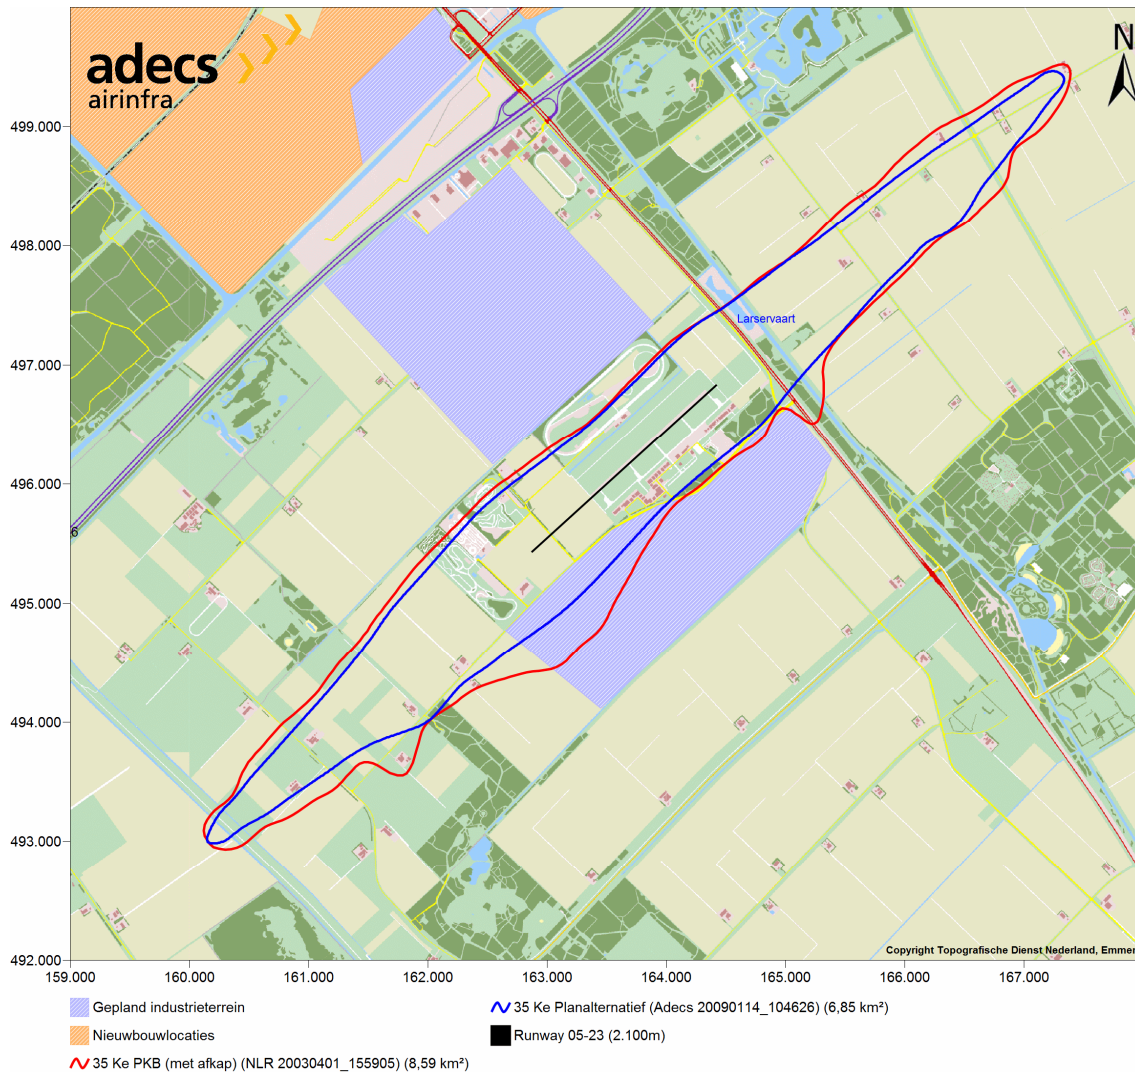 adecs
airinfra
N
499.000
498.000
Larservaart
497.000
496.000
6
495.000
494.000
493.000
492.000
Copyright Topografische Dienst Nederland, Emmen
159.000 160.000 161.000 162.000 163.000 164.000 165.000 166.000 167.000
Gepland industrieterrein
35 Ke Planalternatief (Adecs 20090114_104626) (6,85 km²)
Nieuwbouwlocaties
Runway 05-23 (2.100m)
35 Ke PKB (met afkap) (NLR 20030401_155905) (8,59 km²)